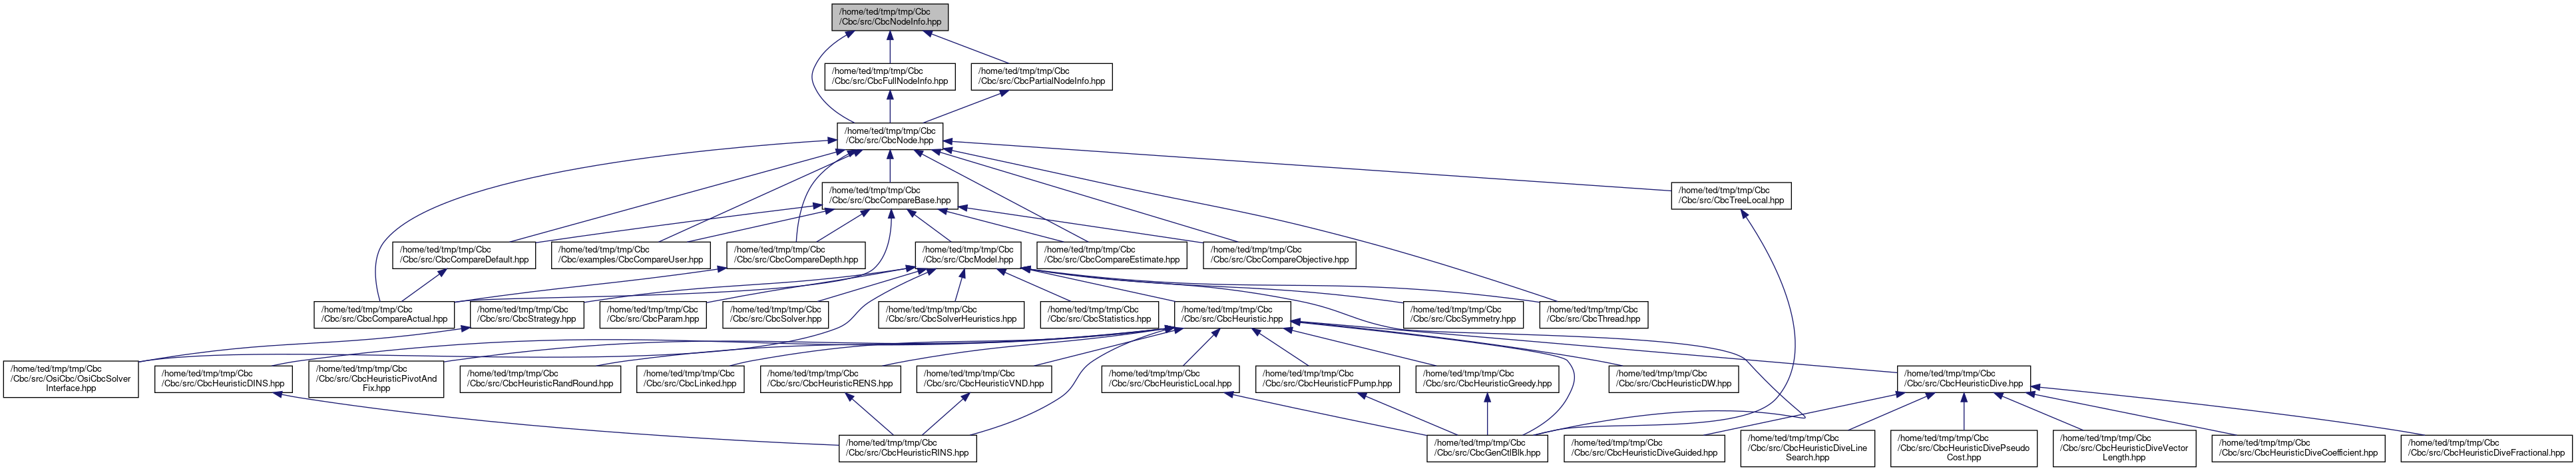 /home/ted/tmp/tmp/Cbc
/Cbc/src/CbcNodeInfo.hpp
/home/ted/tmp/tmp/Cbc
/Cbc/src/CbcFullNodeInfo.hpp
/home/ted/tmp/tmp/Cbc
/Cbc/src/CbcPartialNodeInfo.hpp
/home/ted/tmp/tmp/Cbc
/Cbc/src/CbcNode.hpp
/home/ted/tmp/tmp/Cbc
/Cbc/src/CbcCompareBase.hpp
/home/ted/tmp/tmp/Cbc
/Cbc/src/CbcTreeLocal.hpp
/home/ted/tmp/tmp/Cbc
/Cbc/src/CbcCompareDefault.hpp
/home/ted/tmp/tmp/Cbc
/Cbc/examples/CbcCompareUser.hpp
/home/ted/tmp/tmp/Cbc
/Cbc/src/CbcCompareDepth.hpp
/home/ted/tmp/tmp/Cbc
/Cbc/src/CbcModel.hpp
/home/ted/tmp/tmp/Cbc
/Cbc/src/CbcCompareEstimate.hpp
/home/ted/tmp/tmp/Cbc
/Cbc/src/CbcCompareObjective.hpp
/home/ted/tmp/tmp/Cbc
/Cbc/src/CbcCompareActual.hpp
/home/ted/tmp/tmp/Cbc
/Cbc/src/CbcStrategy.hpp
/home/ted/tmp/tmp/Cbc
/Cbc/src/CbcParam.hpp
/home/ted/tmp/tmp/Cbc
/Cbc/src/CbcSolver.hpp
/home/ted/tmp/tmp/Cbc
/Cbc/src/CbcSolverHeuristics.hpp
/home/ted/tmp/tmp/Cbc
/Cbc/src/CbcStatistics.hpp
/home/ted/tmp/tmp/Cbc
/Cbc/src/CbcHeuristic.hpp
/home/ted/tmp/tmp/Cbc
/Cbc/src/CbcSymmetry.hpp
/home/ted/tmp/tmp/Cbc
/Cbc/src/CbcThread.hpp
/home/ted/tmp/tmp/Cbc
/Cbc/src/OsiCbc/OsiCbcSolver
Interface.hpp
/home/ted/tmp/tmp/Cbc
/Cbc/src/CbcHeuristicDINS.hpp
/home/ted/tmp/tmp/Cbc
/Cbc/src/CbcHeuristicPivotAnd
Fix.hpp
/home/ted/tmp/tmp/Cbc
/Cbc/src/CbcHeuristicRandRound.hpp
/home/ted/tmp/tmp/Cbc
/Cbc/src/CbcLinked.hpp
/home/ted/tmp/tmp/Cbc
/Cbc/src/CbcHeuristicRENS.hpp
/home/ted/tmp/tmp/Cbc
/Cbc/src/CbcHeuristicVND.hpp
/home/ted/tmp/tmp/Cbc
/Cbc/src/CbcHeuristicLocal.hpp
/home/ted/tmp/tmp/Cbc
/Cbc/src/CbcHeuristicFPump.hpp
/home/ted/tmp/tmp/Cbc
/Cbc/src/CbcHeuristicGreedy.hpp
/home/ted/tmp/tmp/Cbc
/Cbc/src/CbcHeuristicDW.hpp
/home/ted/tmp/tmp/Cbc
/Cbc/src/CbcHeuristicDive.hpp
/home/ted/tmp/tmp/Cbc
/Cbc/src/CbcHeuristicRINS.hpp
/home/ted/tmp/tmp/Cbc
/Cbc/src/CbcGenCtlBlk.hpp
/home/ted/tmp/tmp/Cbc
/Cbc/src/CbcHeuristicDiveGuided.hpp
/home/ted/tmp/tmp/Cbc
/Cbc/src/CbcHeuristicDiveLine
Search.hpp
/home/ted/tmp/tmp/Cbc
/Cbc/src/CbcHeuristicDivePseudo
Cost.hpp
/home/ted/tmp/tmp/Cbc
/Cbc/src/CbcHeuristicDiveVector
Length.hpp
/home/ted/tmp/tmp/Cbc
/Cbc/src/CbcHeuristicDiveCoefficient.hpp
/home/ted/tmp/tmp/Cbc
/Cbc/src/CbcHeuristicDiveFractional.hpp